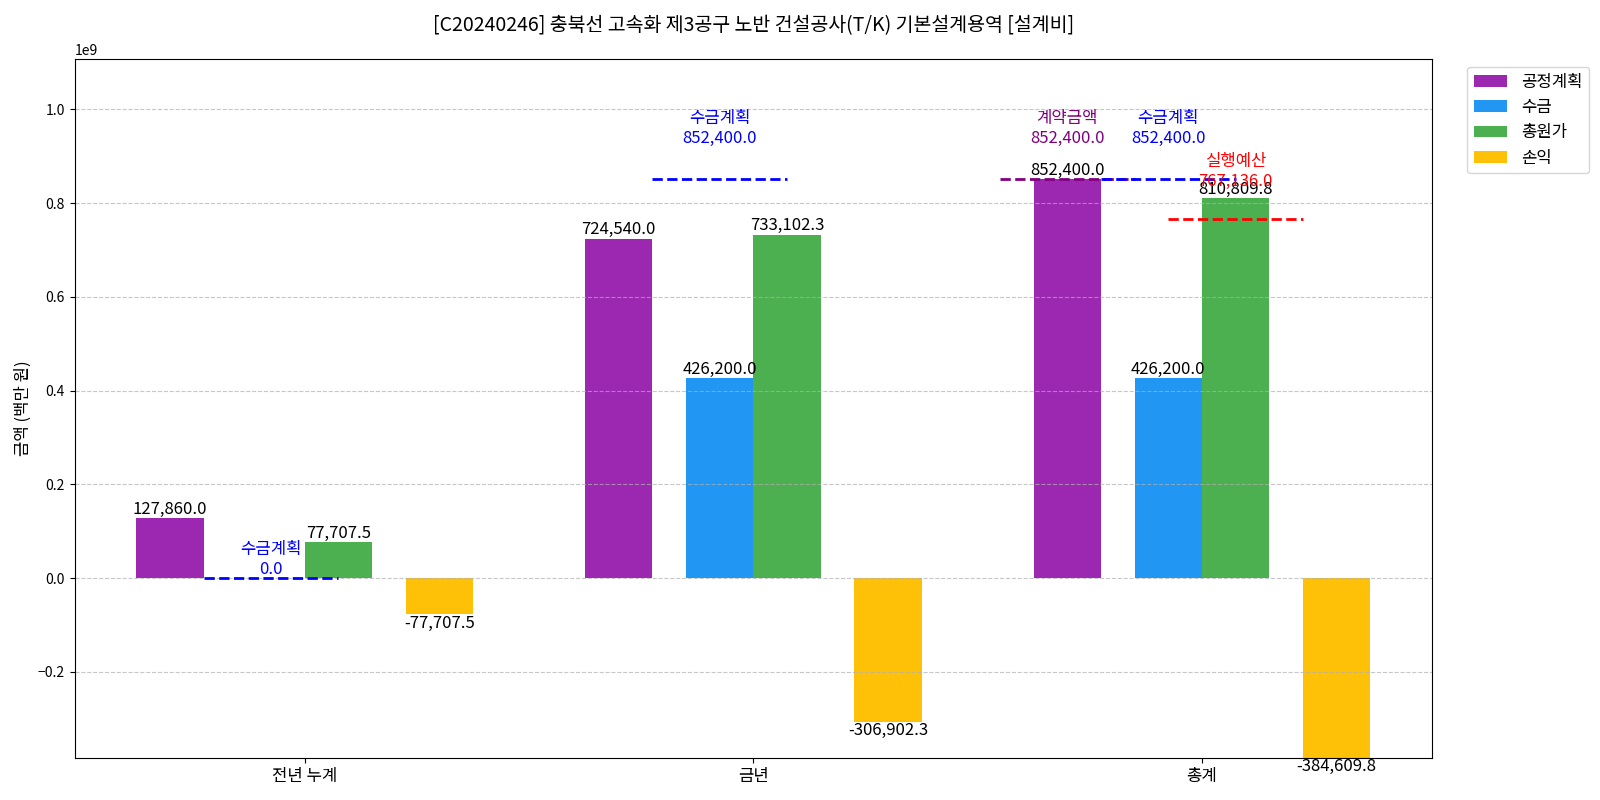 [C20240246] 충북선 고속화 제3공구 노반 건설공사(T/K) 기본설계용역 [설계비]
1e9
공정계획
수금
총원가
손익
1.0
0.8
0.6
0.4
0.2
0.0
−0.2
금액 (백만 원)
수금계획
852,400.0
계약금액
852,400.0
수금계획
852,400.0
실행예산
767,136.0
852,400.0
810,809.8
724,540.0
733,102.3
426,200.0
426,200.0
127,860.0
77,707.5
수금계획
0.0
-77,707.5
-306,902.3
-384,609.8
전년 누계
금년
총계